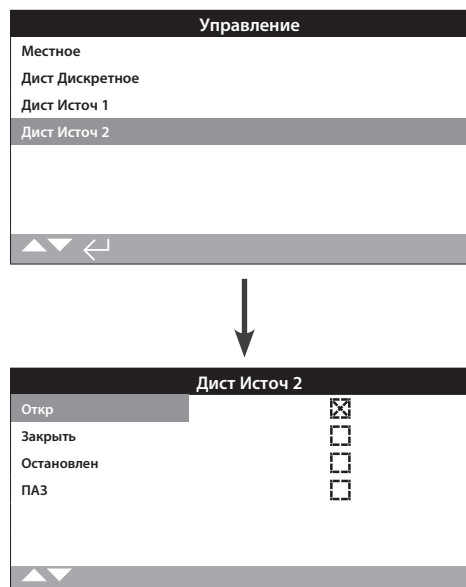 Управление
Местное
Дист Дискретное
Дист Источ 1
Дист Источ 2
Дист Источ 2
Откр
Закрыть
Остановлен
ПАЗ